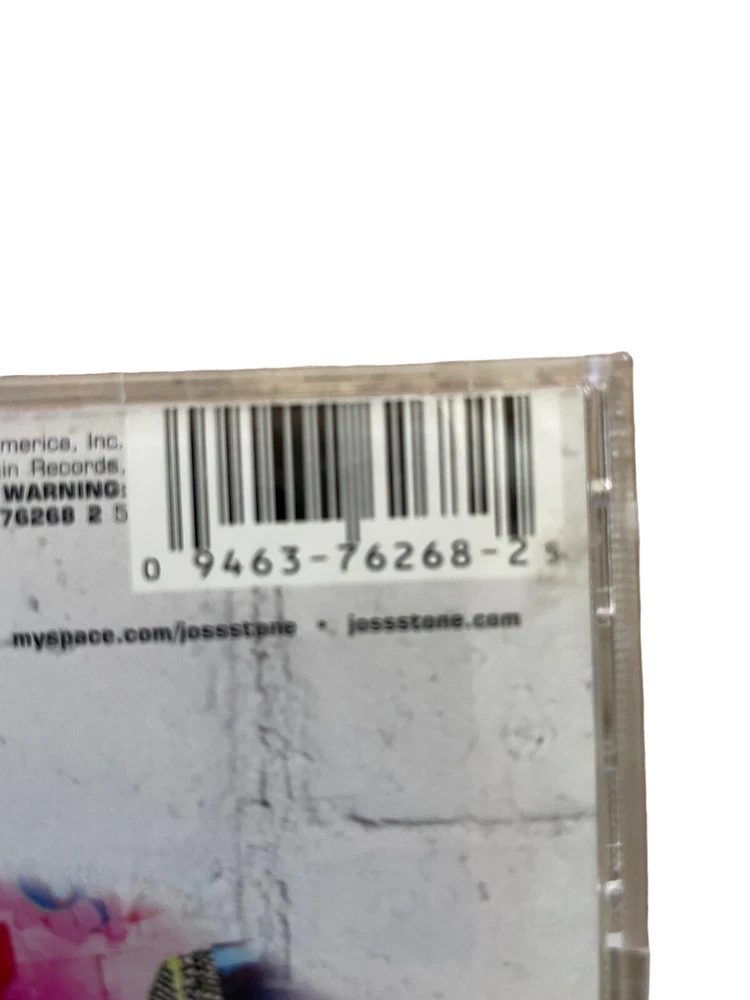 merica, Inc.
in Records,
WARNING:
76268 2 5
0 9463-76268-2 5
myspace.com/jossstone • jossstone.com